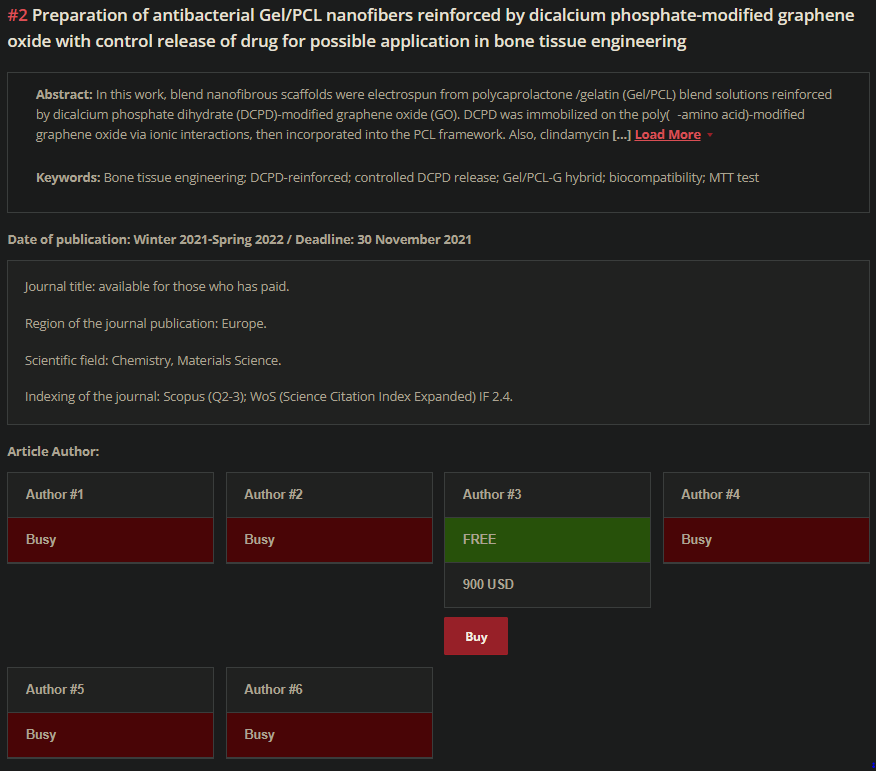 #2 Preparation of antibacterial Gel/PCL nanofibers reinforced by dicalcium phosphate-modified graphene
oxide with control release of drug for possible application in bone tissue engineering
Abstract: In this work, blend nanofibrous scaffolds were electrospun from polycaprolactone /gelatin (Gel/PCL) blend solutions reinforced
by dicalcium phosphate dihydrate (DCPD)-modified graphene oxide (GO). DCPD was immobilized on the poly(  -amino acid)-modified
graphene oxide via ionic interactions, then incorporated into the PCL framework. Also, clindamycin [...] Load More
Keywords: Bone tissue engineering; DCPD-reinforced; controlled DCPD release; Gel/PCL-G hybrid; biocompatibility; MTT test
Date of publication: Winter 2021-Spring 2022 / Deadline: 30 November 2021
Journal title: available for those who has paid.
Region of the journal publication: Europe.
Scientific field: Chemistry, Materials Science.
Indexing of the journal: Scopus (Q2-3); WoS (Science Citation Index Expanded) IF 2.4.
Article Author:
Author #1 Author #2 Author #3 Author #4
Busy Busy FREE Busy
900 USD
Buy
Author #5 Author #6
Busy Busy